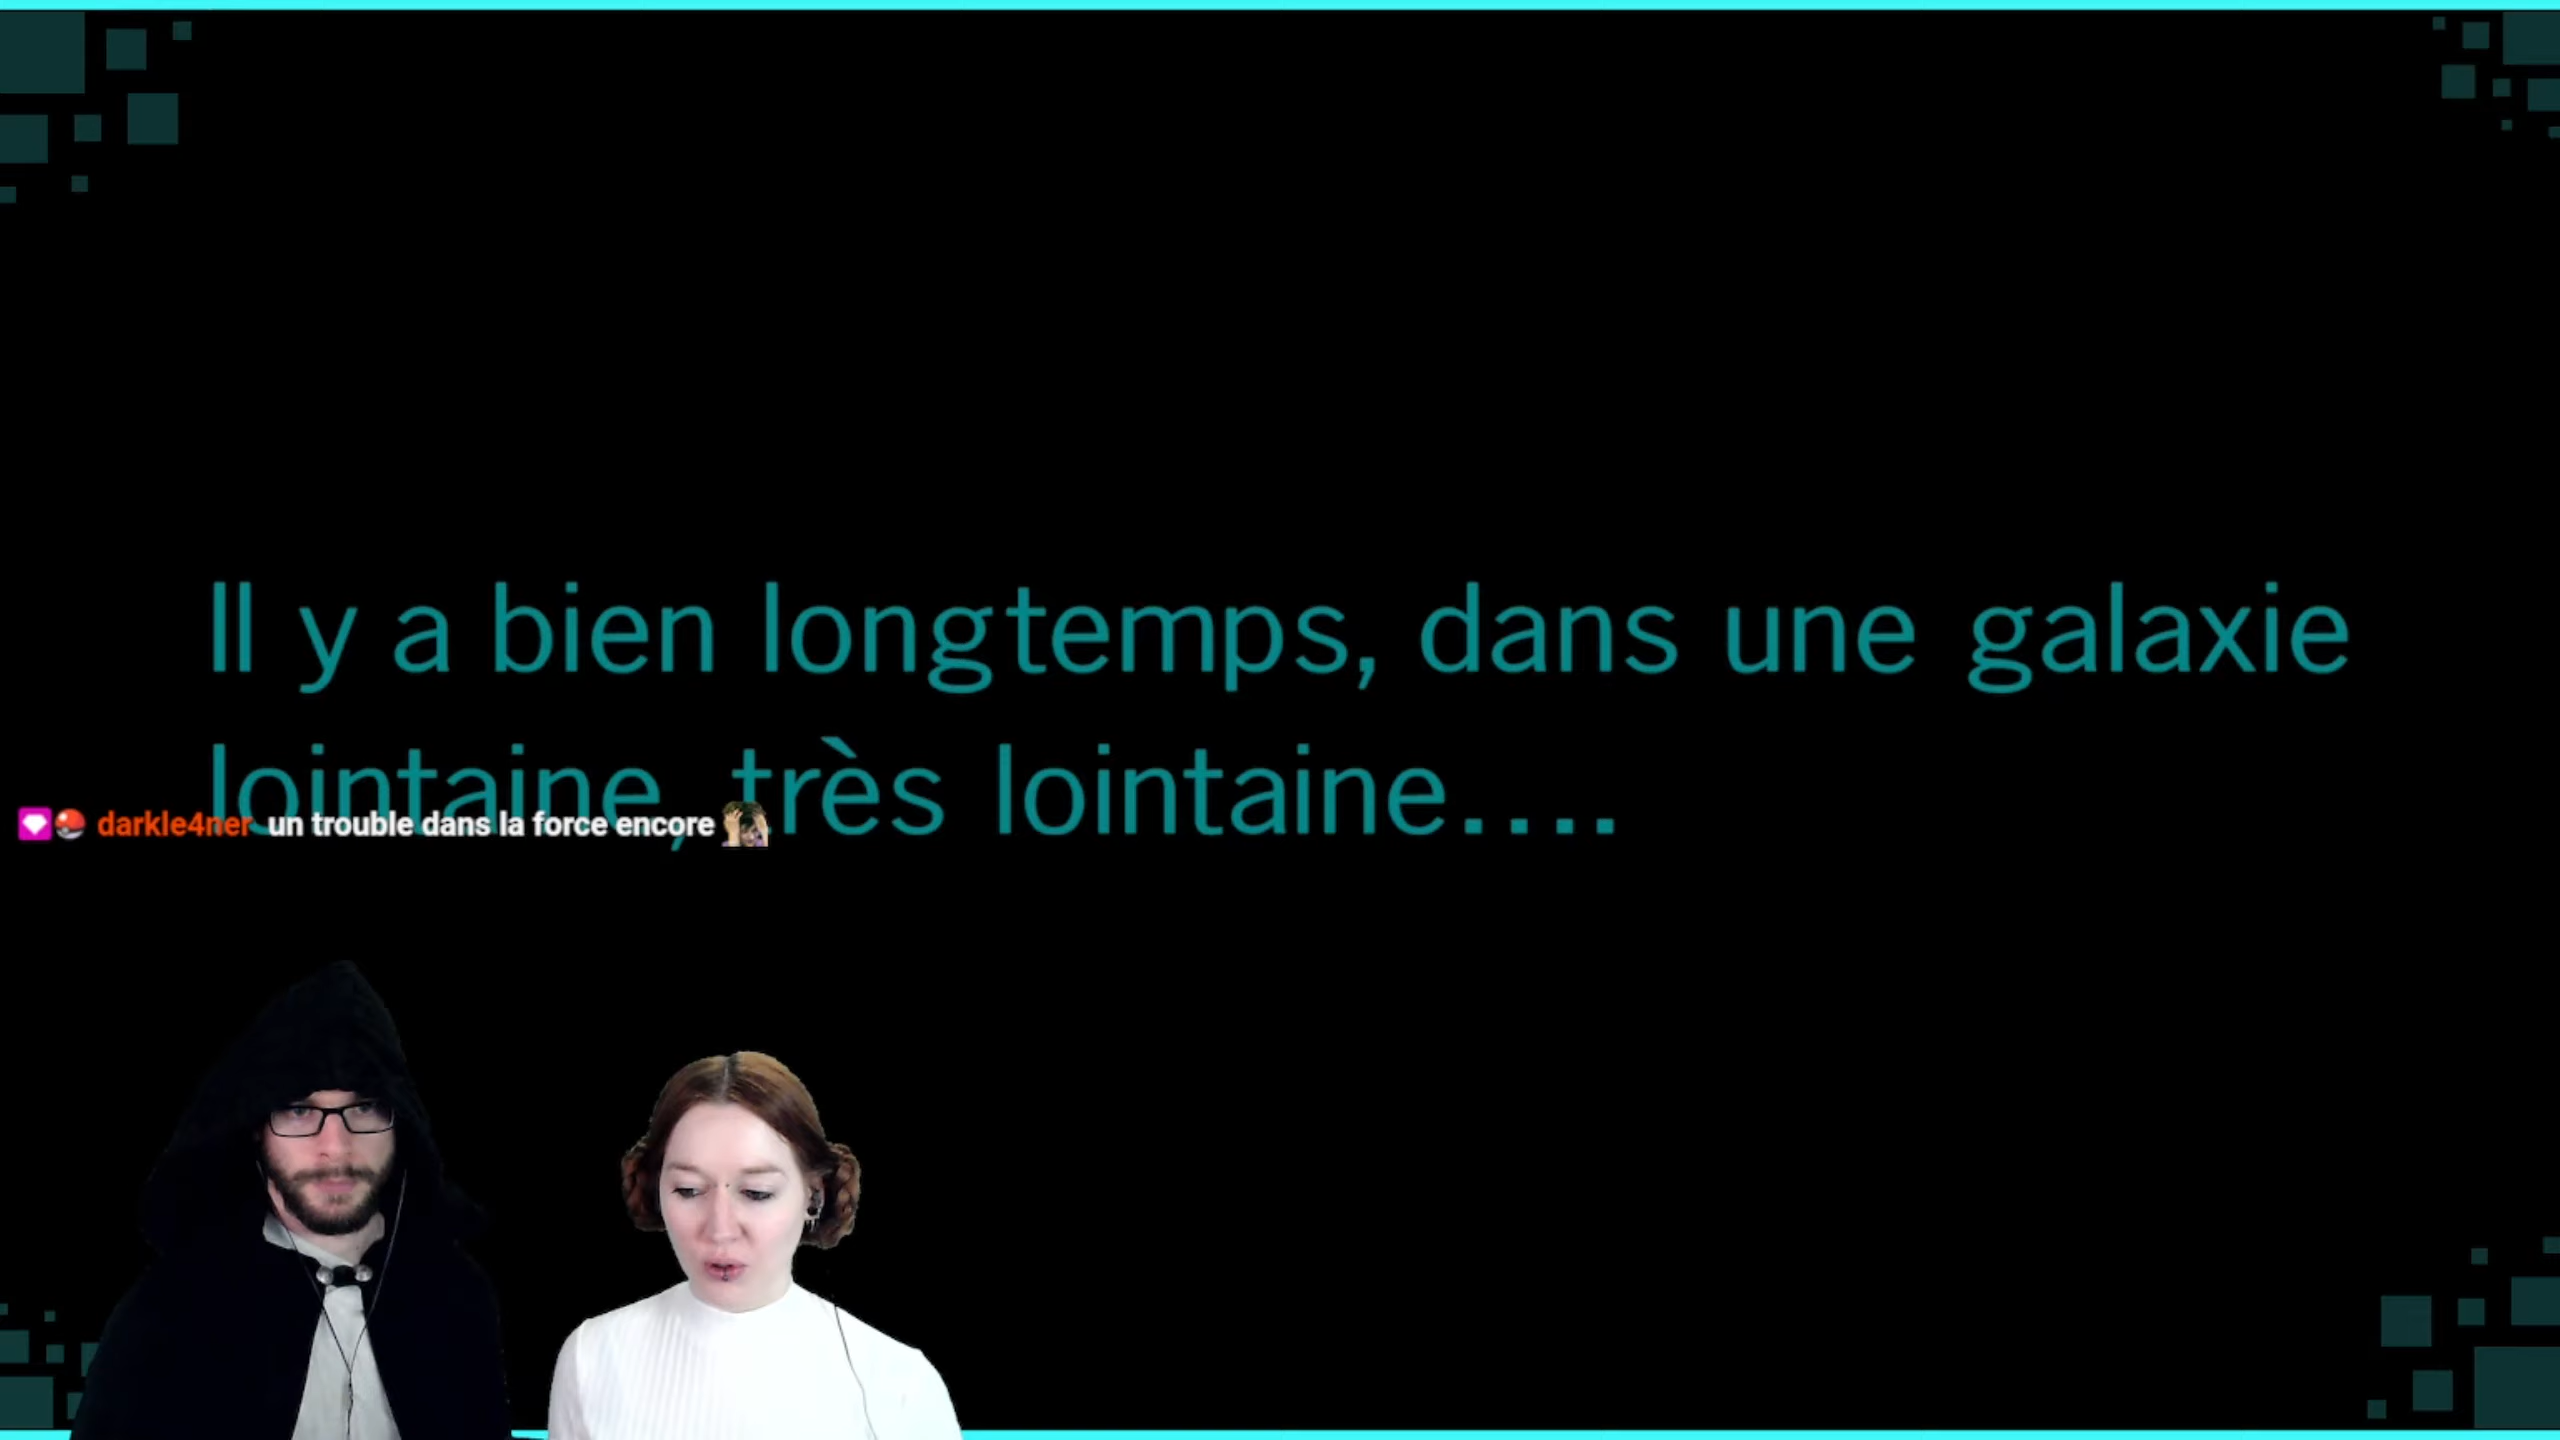 Il y a bien longtemps, dans une galaxie
lointaine, très lointaine....
darkle4ner un trouble dans la force encore